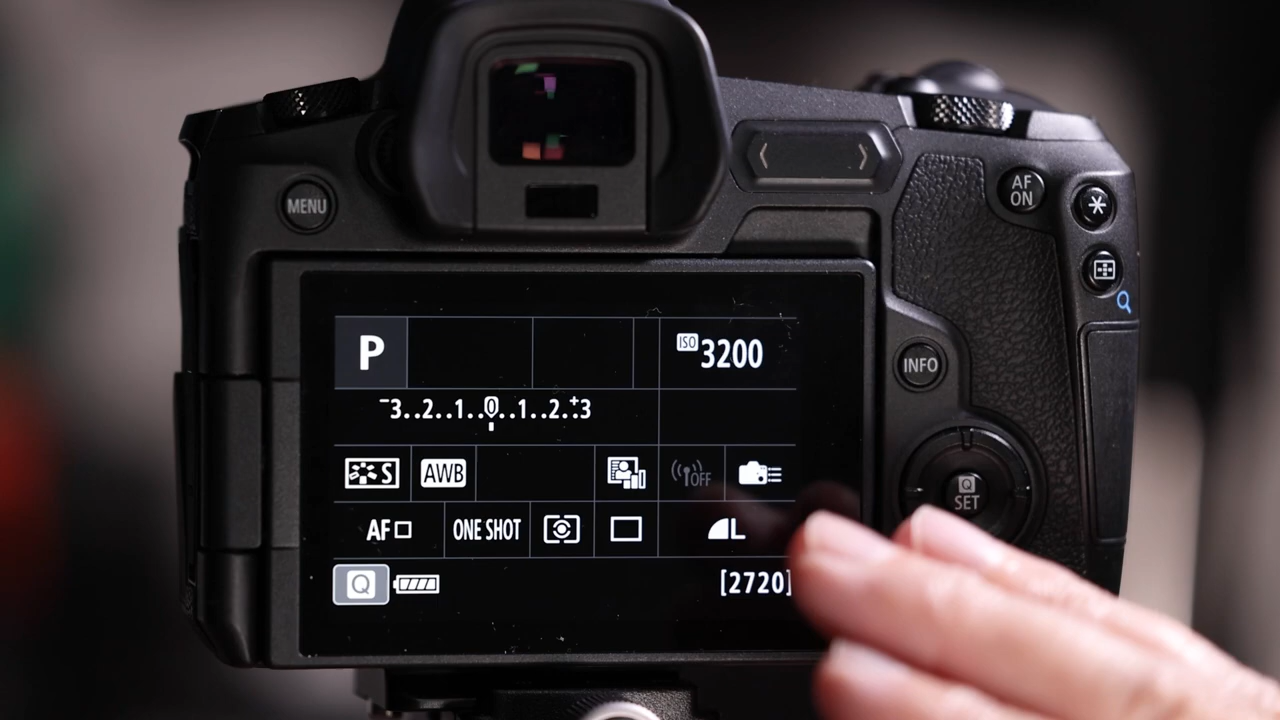 MENU
AF
ON
INFO
Q
SET
P
ISO 3200
-3..2..1..0..1..2.+3
S
AWB
OFF
AF
ONE SHOT
L
Q
[2720]